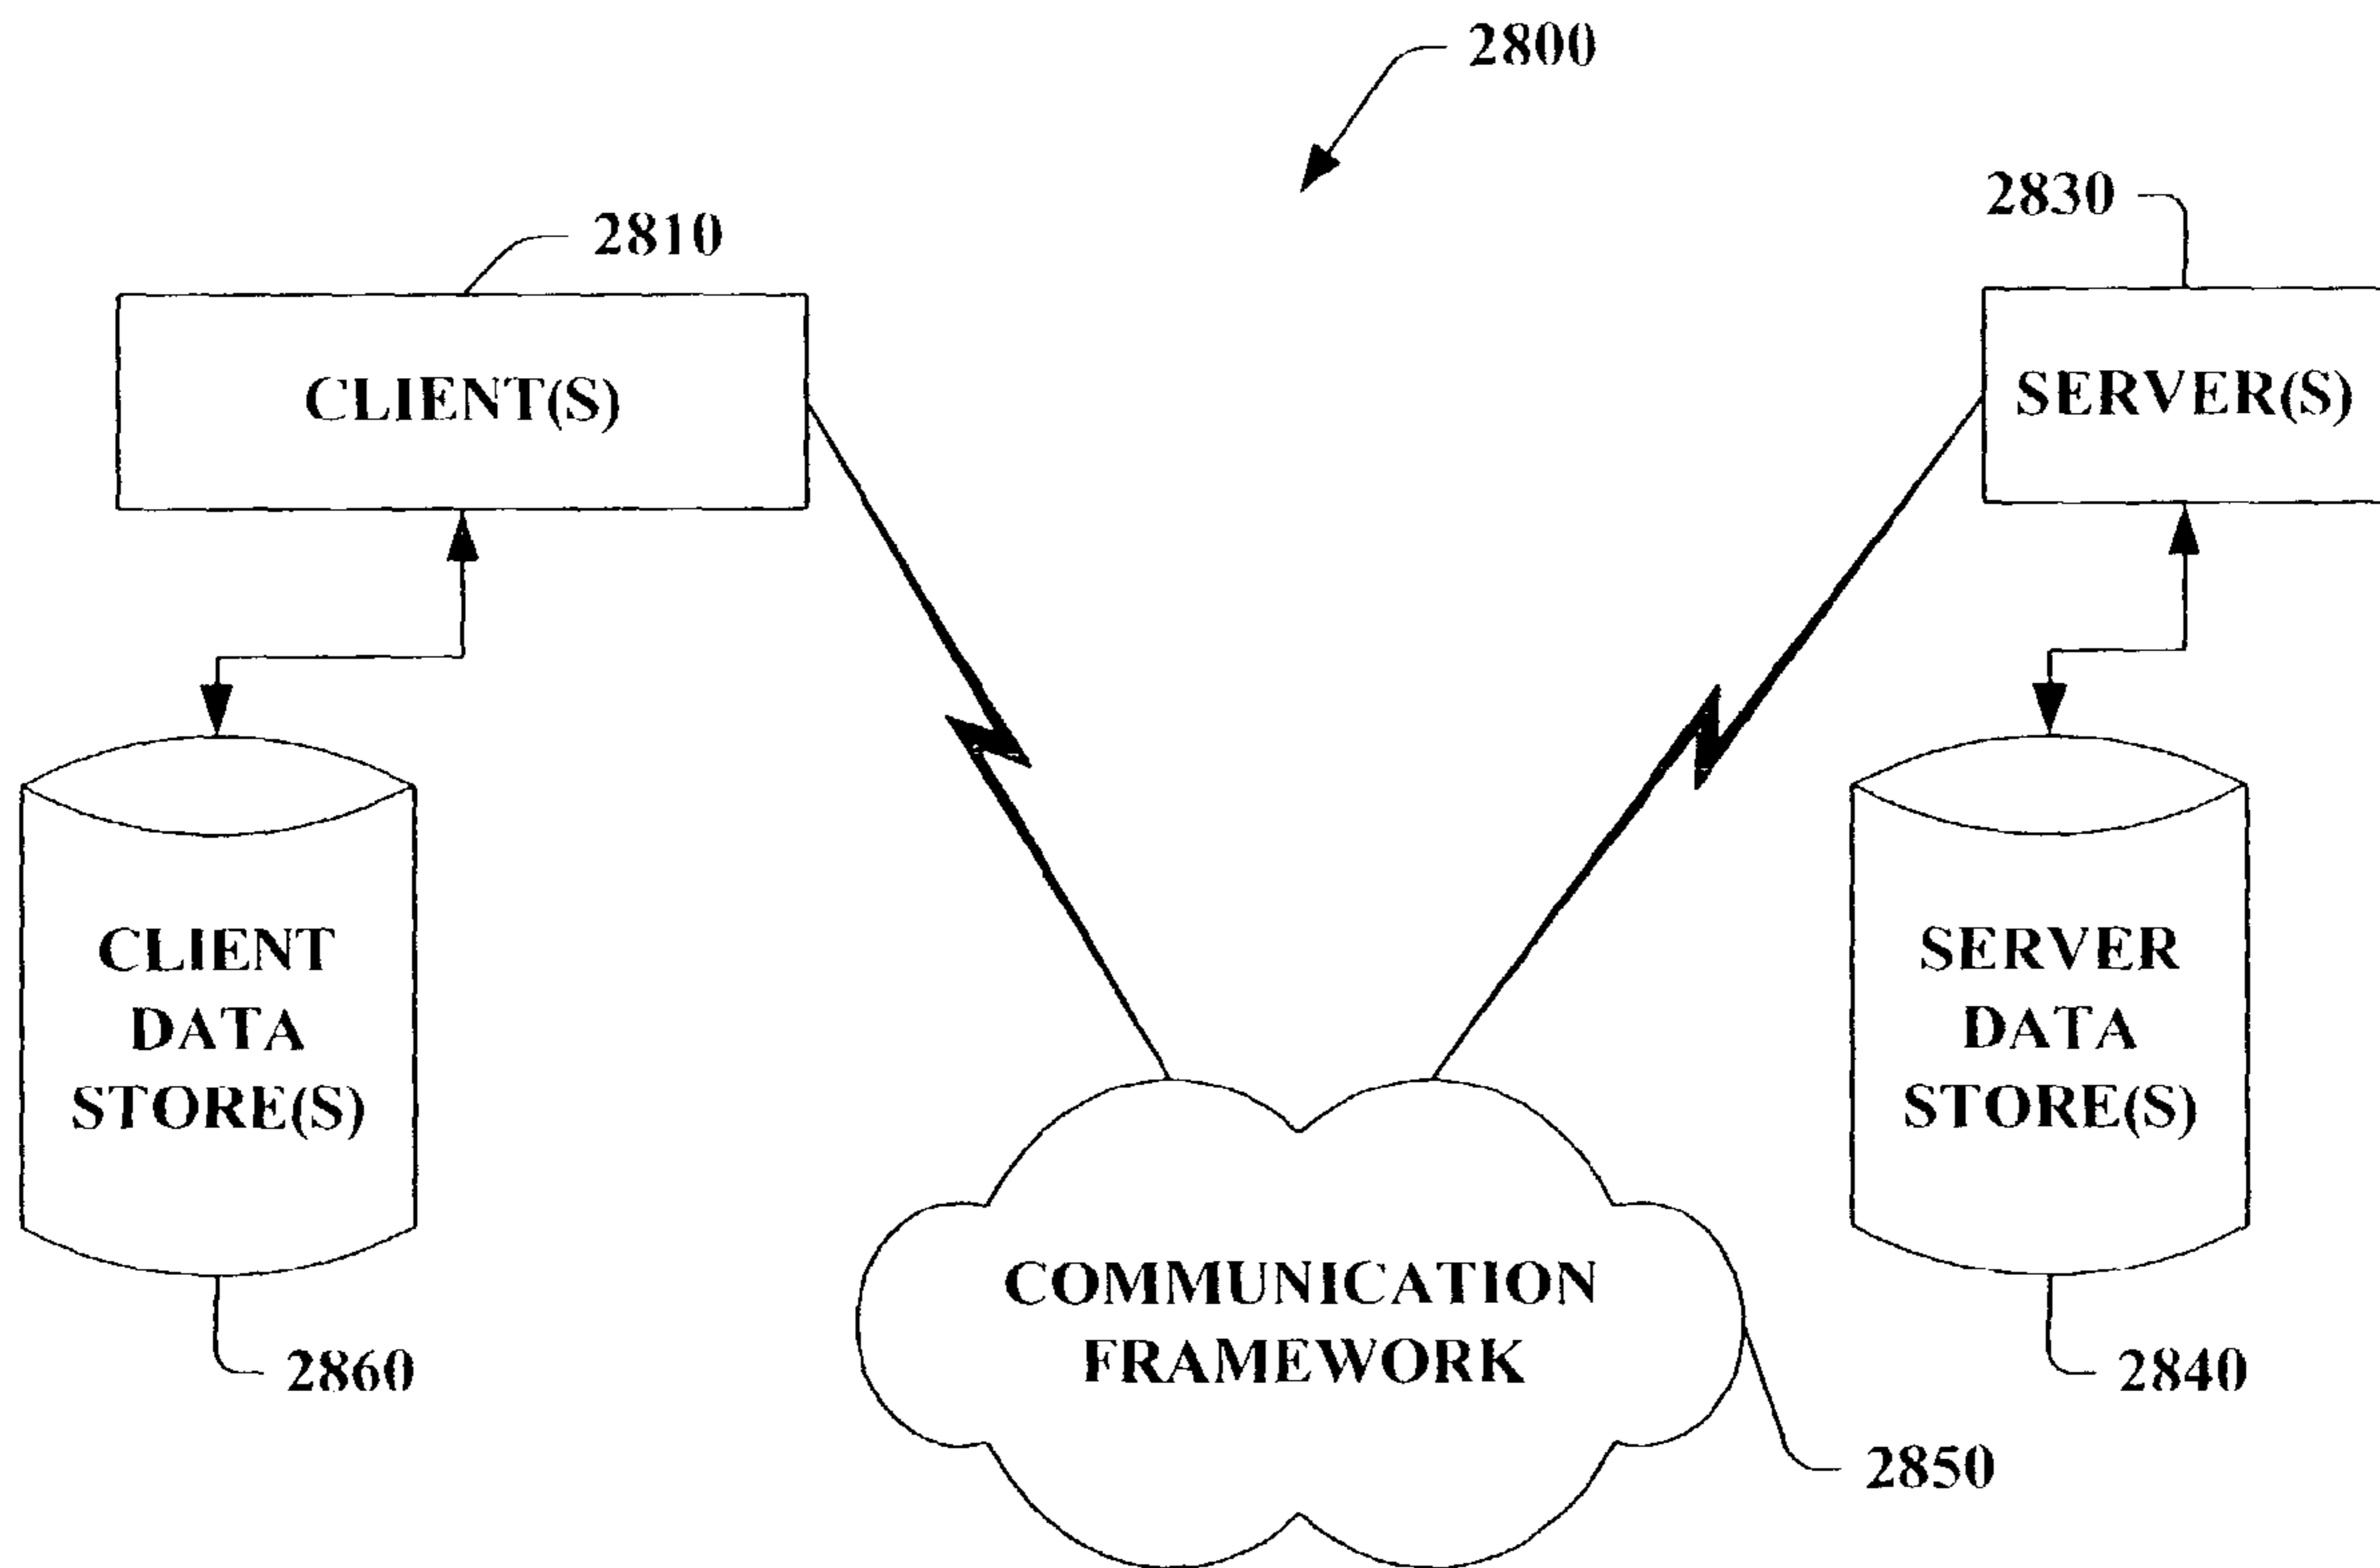 2800
2810
2830
CLIENT(S)
SERVER(S)
CLIENT
DATA
STORE(S)
SERVER
DATA
STORE(S)
COMMUNICATION
FRAMEWORK
2860
2840
2850